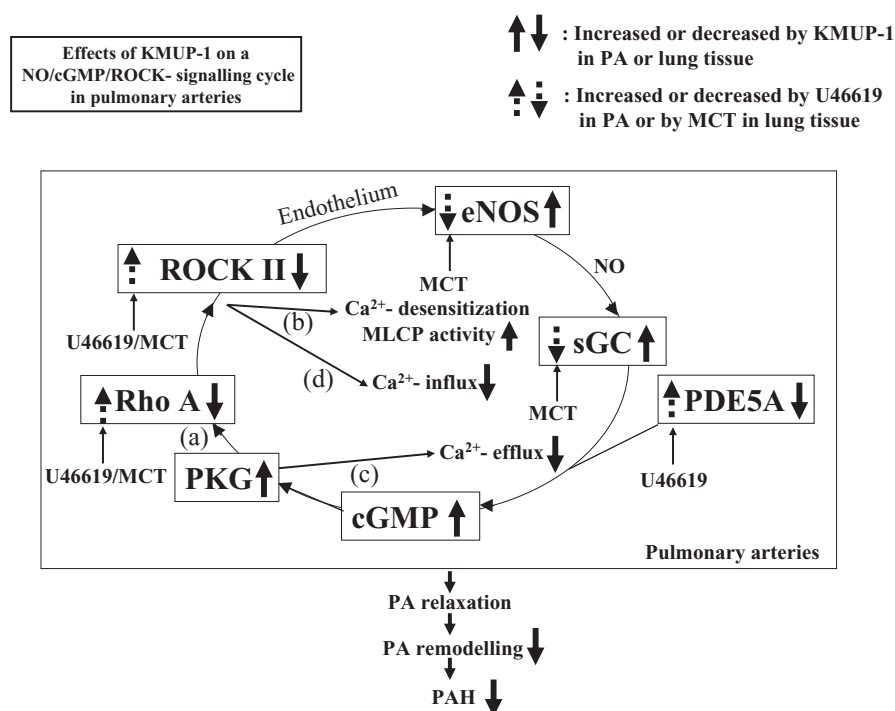 Effects of KMUP-1 on a
NO/cGMP/ROCK- signalling cycle
in pulmonary arteries
: Increased or decreased by KMUP-1
in PA or lung tissue
: Increased or decreased by U46619
in PA or by MCT in lung tissue
Endothelium
eNOS
ROCK II
MCT
NO
(b)
Ca²⁺- desensitization
MLCP activity
U46619/MCT
sGC
(d)
Ca²⁺- influx
Rho A
MCT
PDE5A
(a)
Ca²⁺- efflux
U46619/MCT
PKG
(c)
U46619
cGMP
Pulmonary arteries
PA relaxation
PA remodelling
PAH